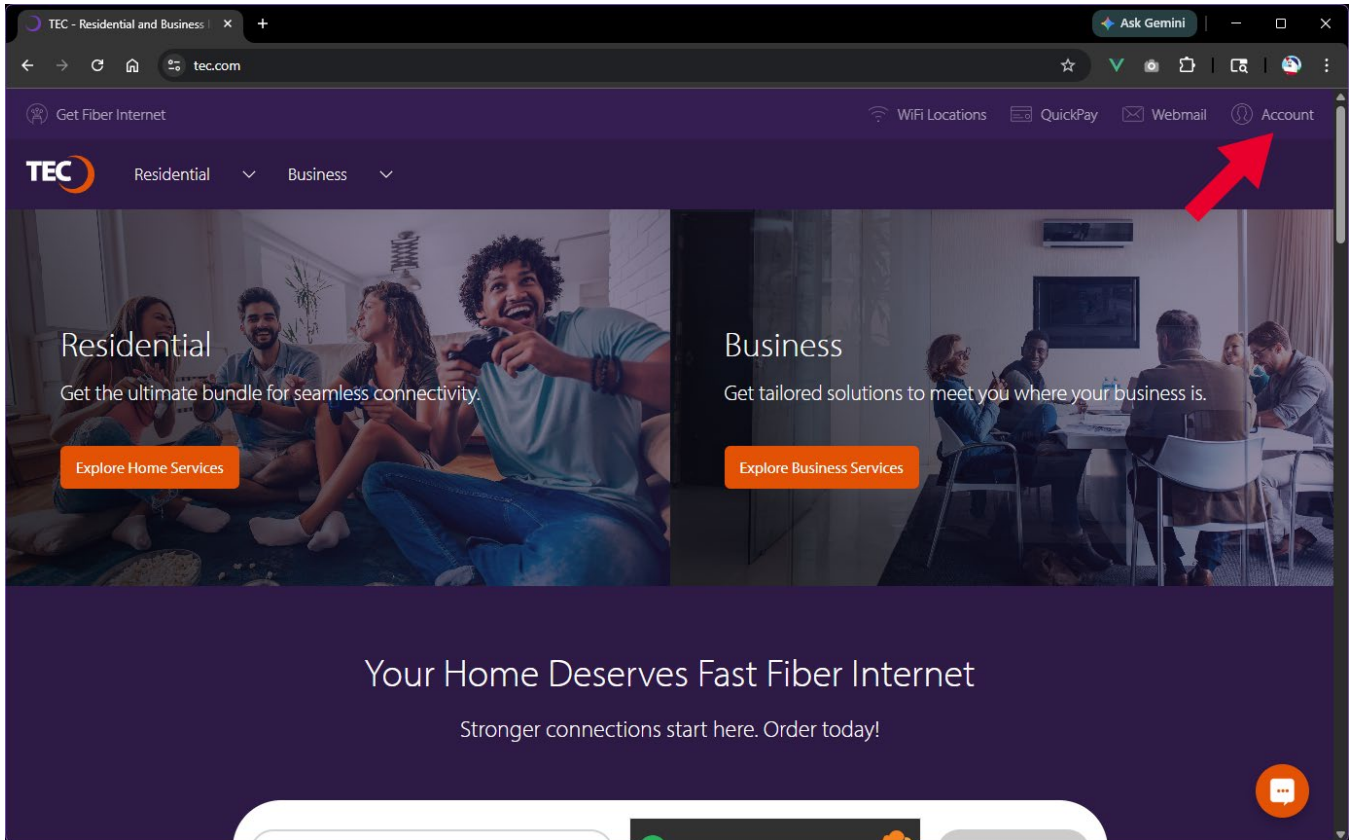 TEC - Residential and Business
Ask Gemini
tec.com
Get Fiber Internet
WiFi Locations
QuickPay
Webmail
Account
TEC
Residential
Business
Residential
Get the ultimate bundle for seamless connectivity.
Explore Home Services
Business
Get tailored solutions to meet you where your business is.
Explore Business Services
Your Home Deserves Fast Fiber Internet
Stronger connections start here. Order today!